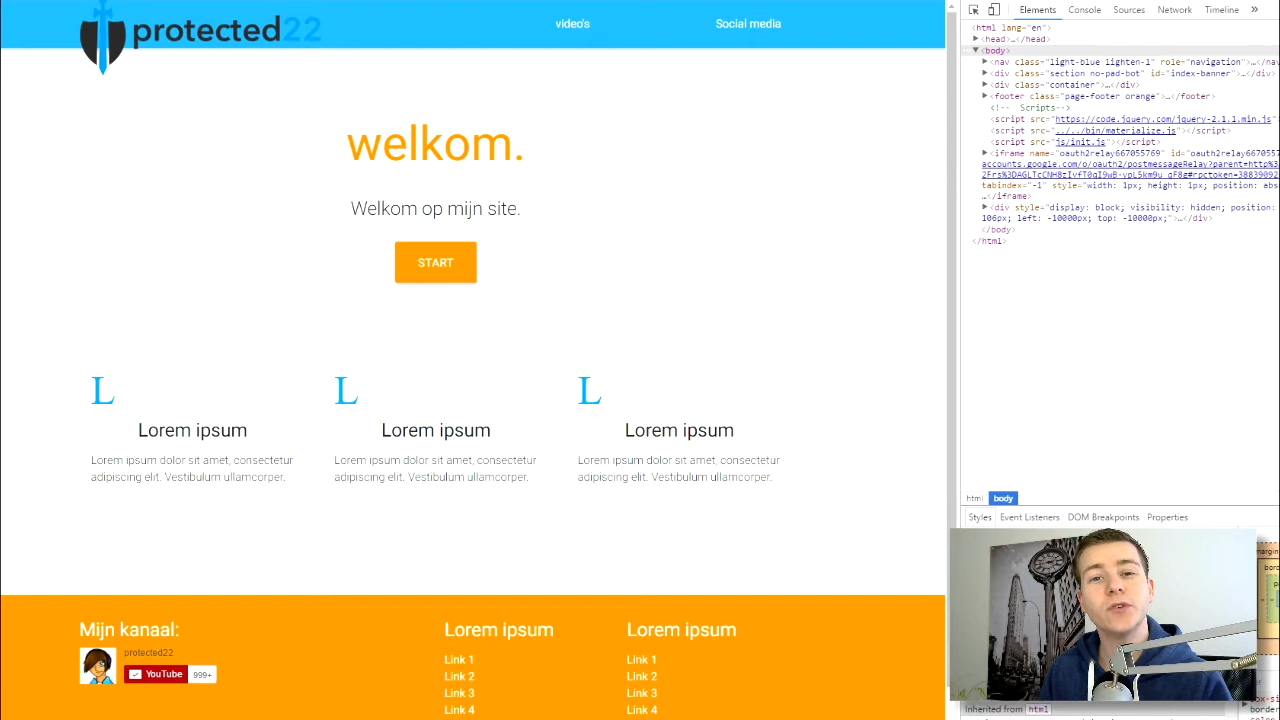 protected22
video's
Social media
welkom.
Welkom op mijn site.
START
L
Lorem ipsum
Lorem ipsum dolor sit amet, consectetur
adipiscing elit. Vestibulum ullamcorper.
L
Lorem ipsum
Lorem ipsum dolor sit amet, consectetur
adipiscing elit. Vestibulum ullamcorper.
L
Lorem ipsum
Lorem ipsum dolor sit amet, consectetur
adipiscing elit. Vestibulum ullamcorper.
Mijn kanaal:
protected22
YouTube
999+
Lorem ipsum
Link 1
Link 2
Link 3
Link 4
Lorem ipsum
Link 1
Link 2
Link 3
Link 4
Elements Console Sources Network Timeline »
<html lang="en">
<head>…</head>
<body>
<nav class="light-blue lighten-1" role="navigation">…</nav
<div class="section no-pad-bot" id="index-banner">…</div>
<div class="container">…</div>
<footer class="page-footer orange">…</footer>
<!-- Scripts-->
<script src="https://code.jquery.com/jquery-2.1.1.min.js"
<script src="../../bin/materialize.js"></script>
<script src="js/init.js"></script>
<iframe name="oauth2relay667055769" id="oauth2relay6670557
accounts.google.com/o/oauth2/postmessageRelay?parent=http%
tabindex="-1" style="width: 1px; height: 1px; position: abs
…</iframe>
<div style="display: block; visibility: hidden; position:
106px; left: -10000px; top: -10000px;">…</div>
</body>
</html>
html body
Styles Event Listeners DOM Breakpoints Properties
margin
Inherited from html